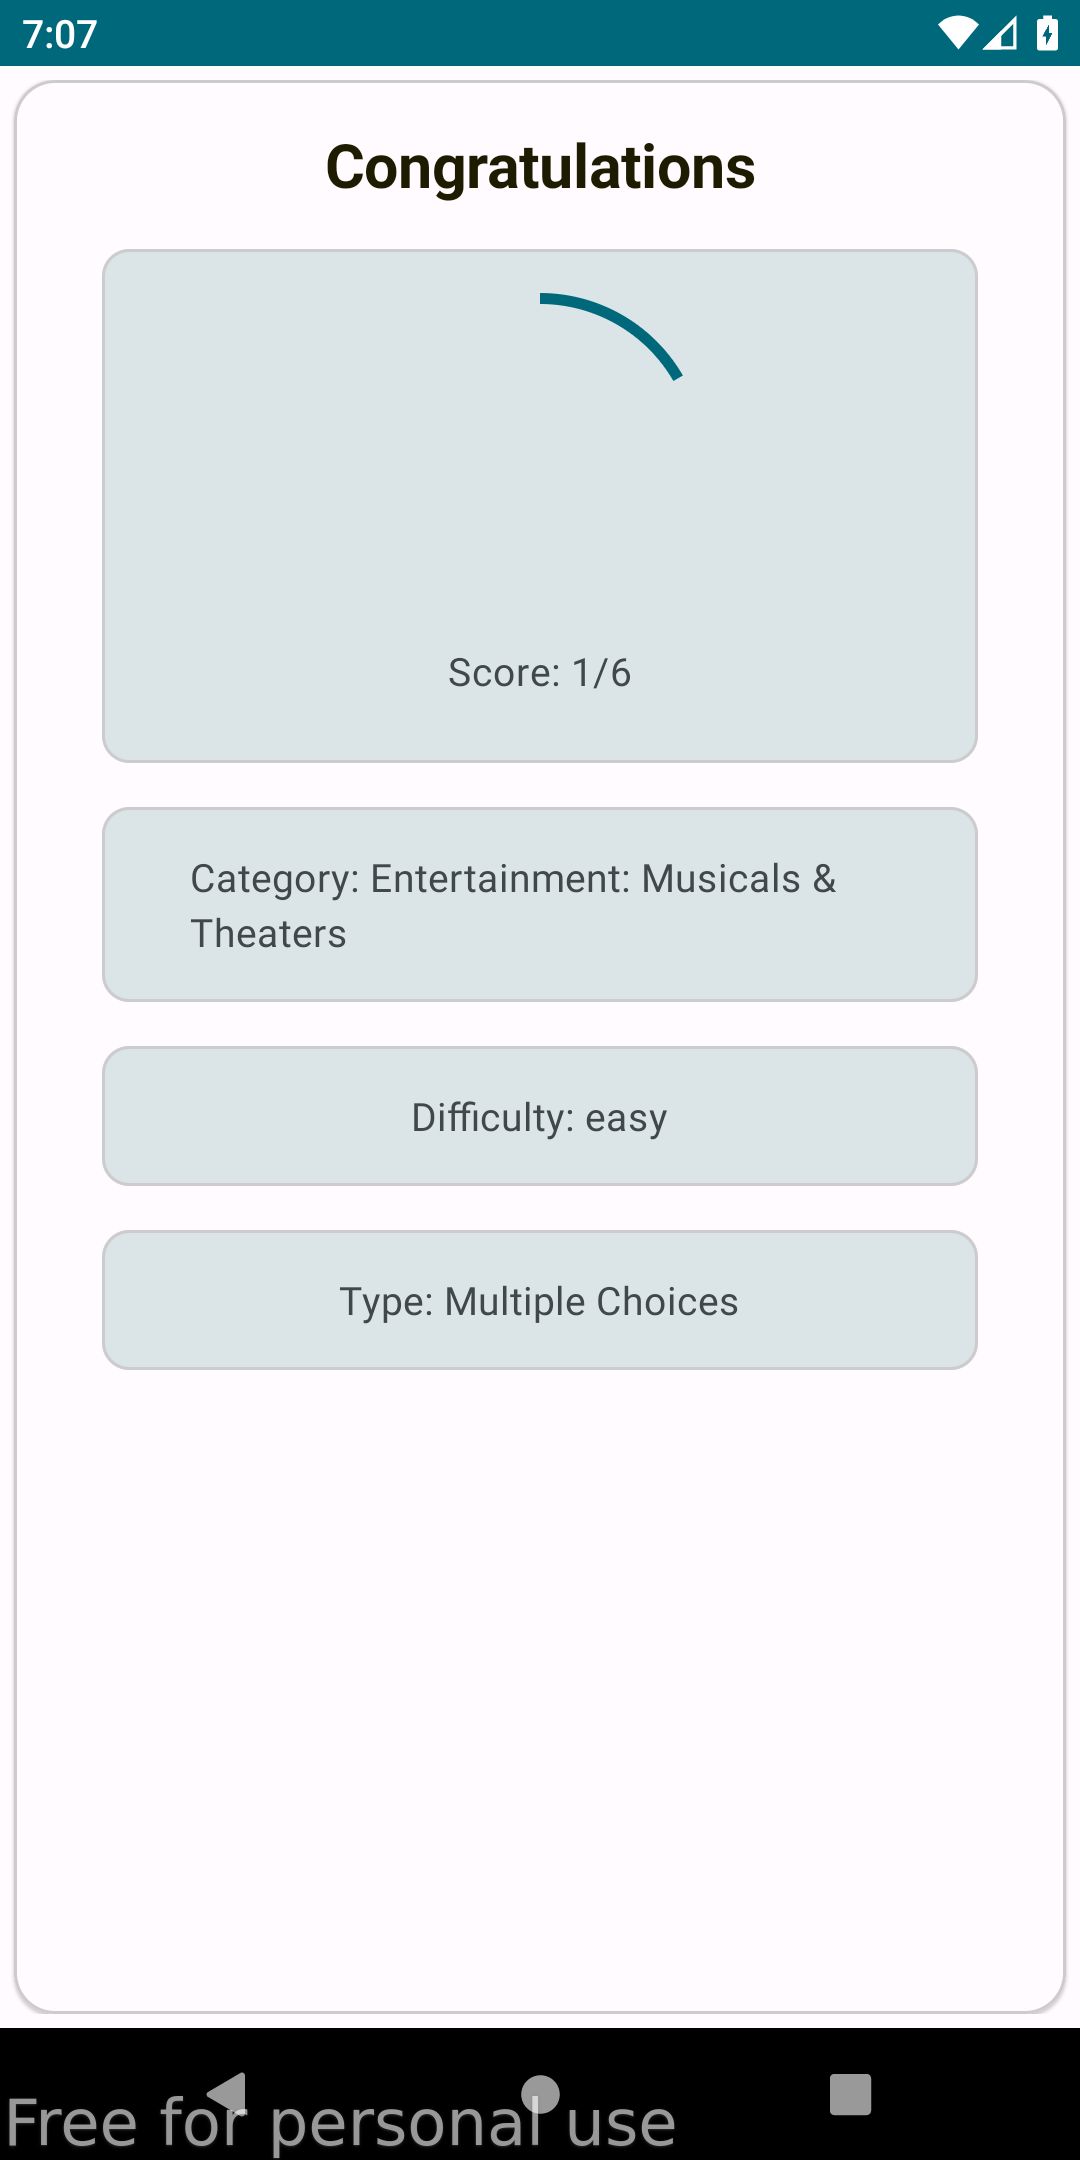 7:07
Congratulations
Score: 1/6
Category: Entertainment: Musicals &
Theaters
Difficulty: easy
Type: Multiple Choices
Free for personal use